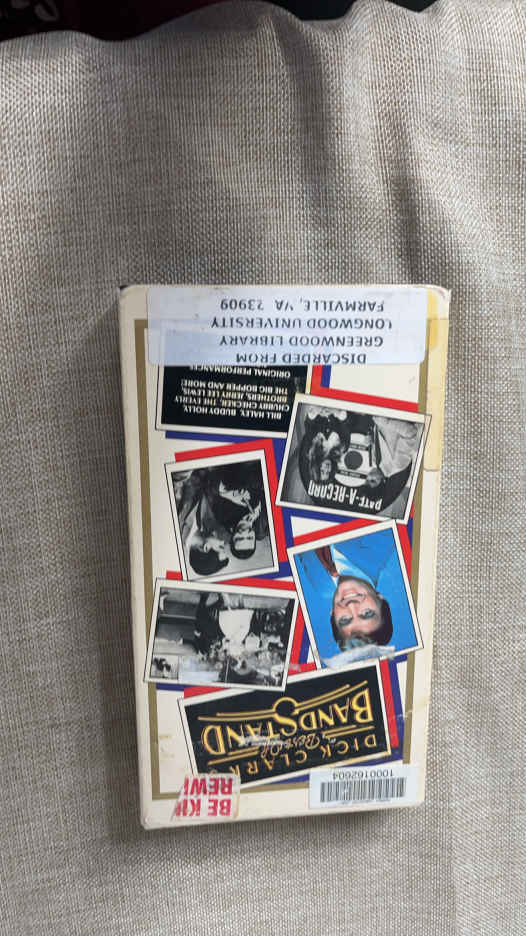 DICK CLARK
Best Of
BANDSTAND
RATE-A-RECORD
BILL HALEY, BUDDY HOLLY,
CHUBBY CHECKER, THE EVERLY
BROTHERS, JERRY LEE LEWIS,
THE BIG BOPPER AND MORE!
ORIGINAL PERFORMANCES
DISCARDED FROM
GREENWOOD LIBRARY
LONGWOOD UNIVERSITY
FARMVILLE, VA 23909
1000162604
BE KI
REWI